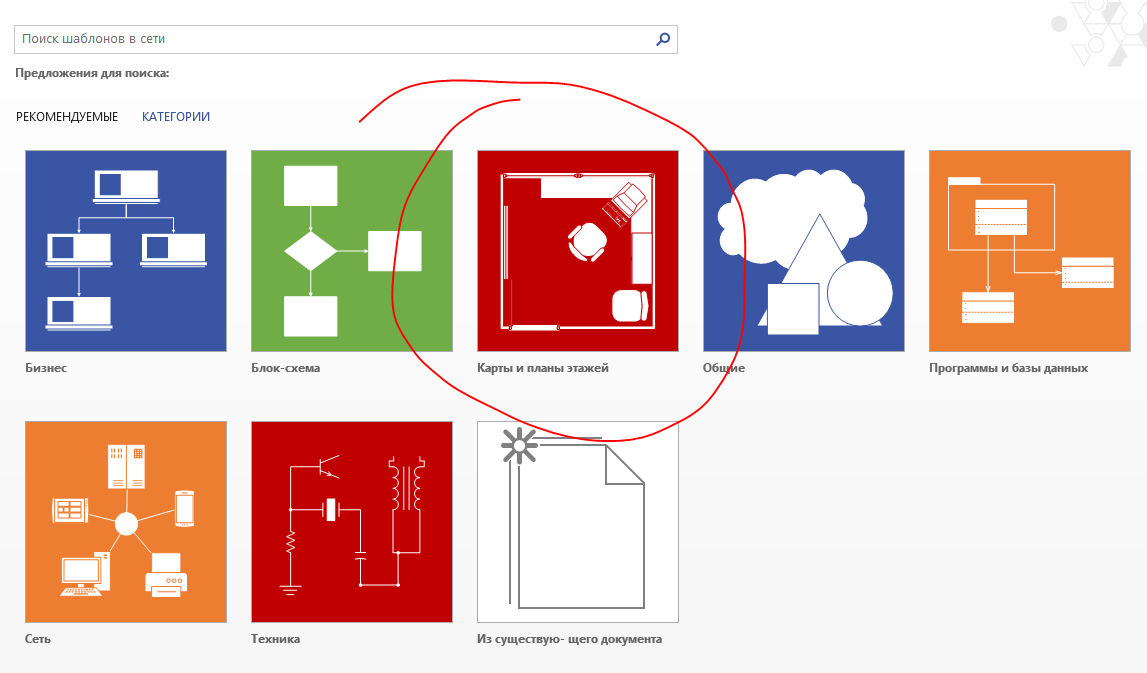 Поиск шаблонов в сети
Предложения для поиска:
РЕКОМЕНДУЕМЫЕ КАТЕГОРИИ
Бизнес
Блок-схема
Карты и планы этажей
Общие
Программы и базы данных
Сеть
Техника
Из существую- щего документа